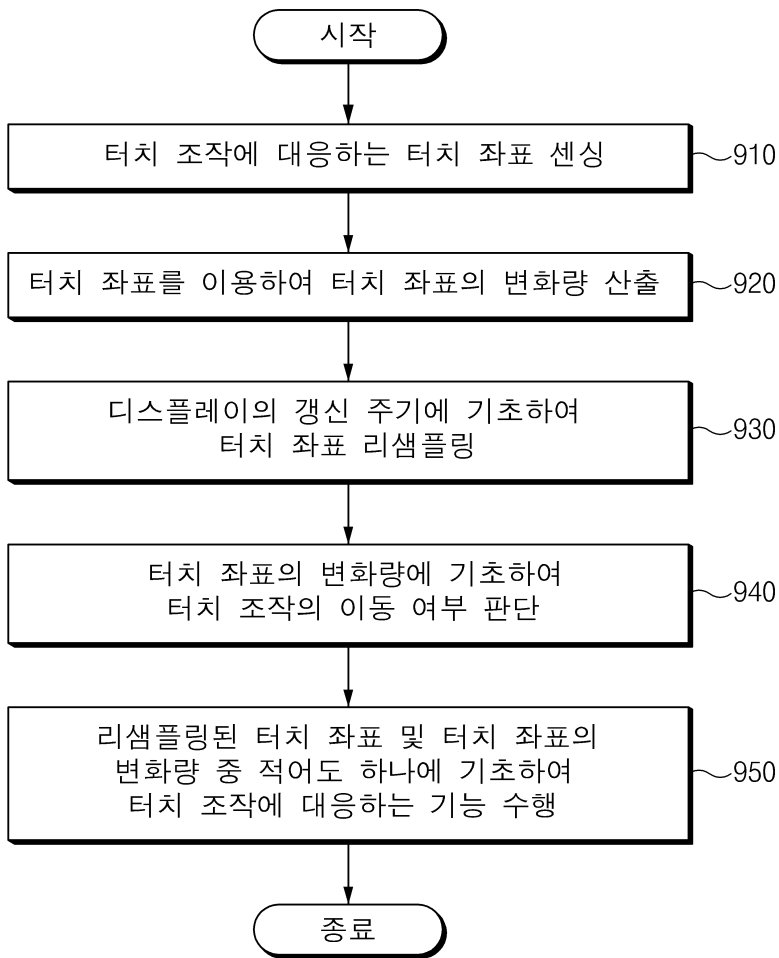 시작
터치 조작에 대응하는 터치 좌표 센싱
910
터치 좌표를 이용하여 터치 좌표의 변화량 산출
920
디스플레이의 갱신 주기에 기초하여
터치 좌표 리샘플링
930
터치 좌표의 변화량에 기초하여
터치 조작의 이동 여부 판단
940
리샘플링된 터치 좌표 및 터치 좌표의
변화량 중 적어도 하나에 기초하여
터치 조작에 대응하는 기능 수행
950
종료